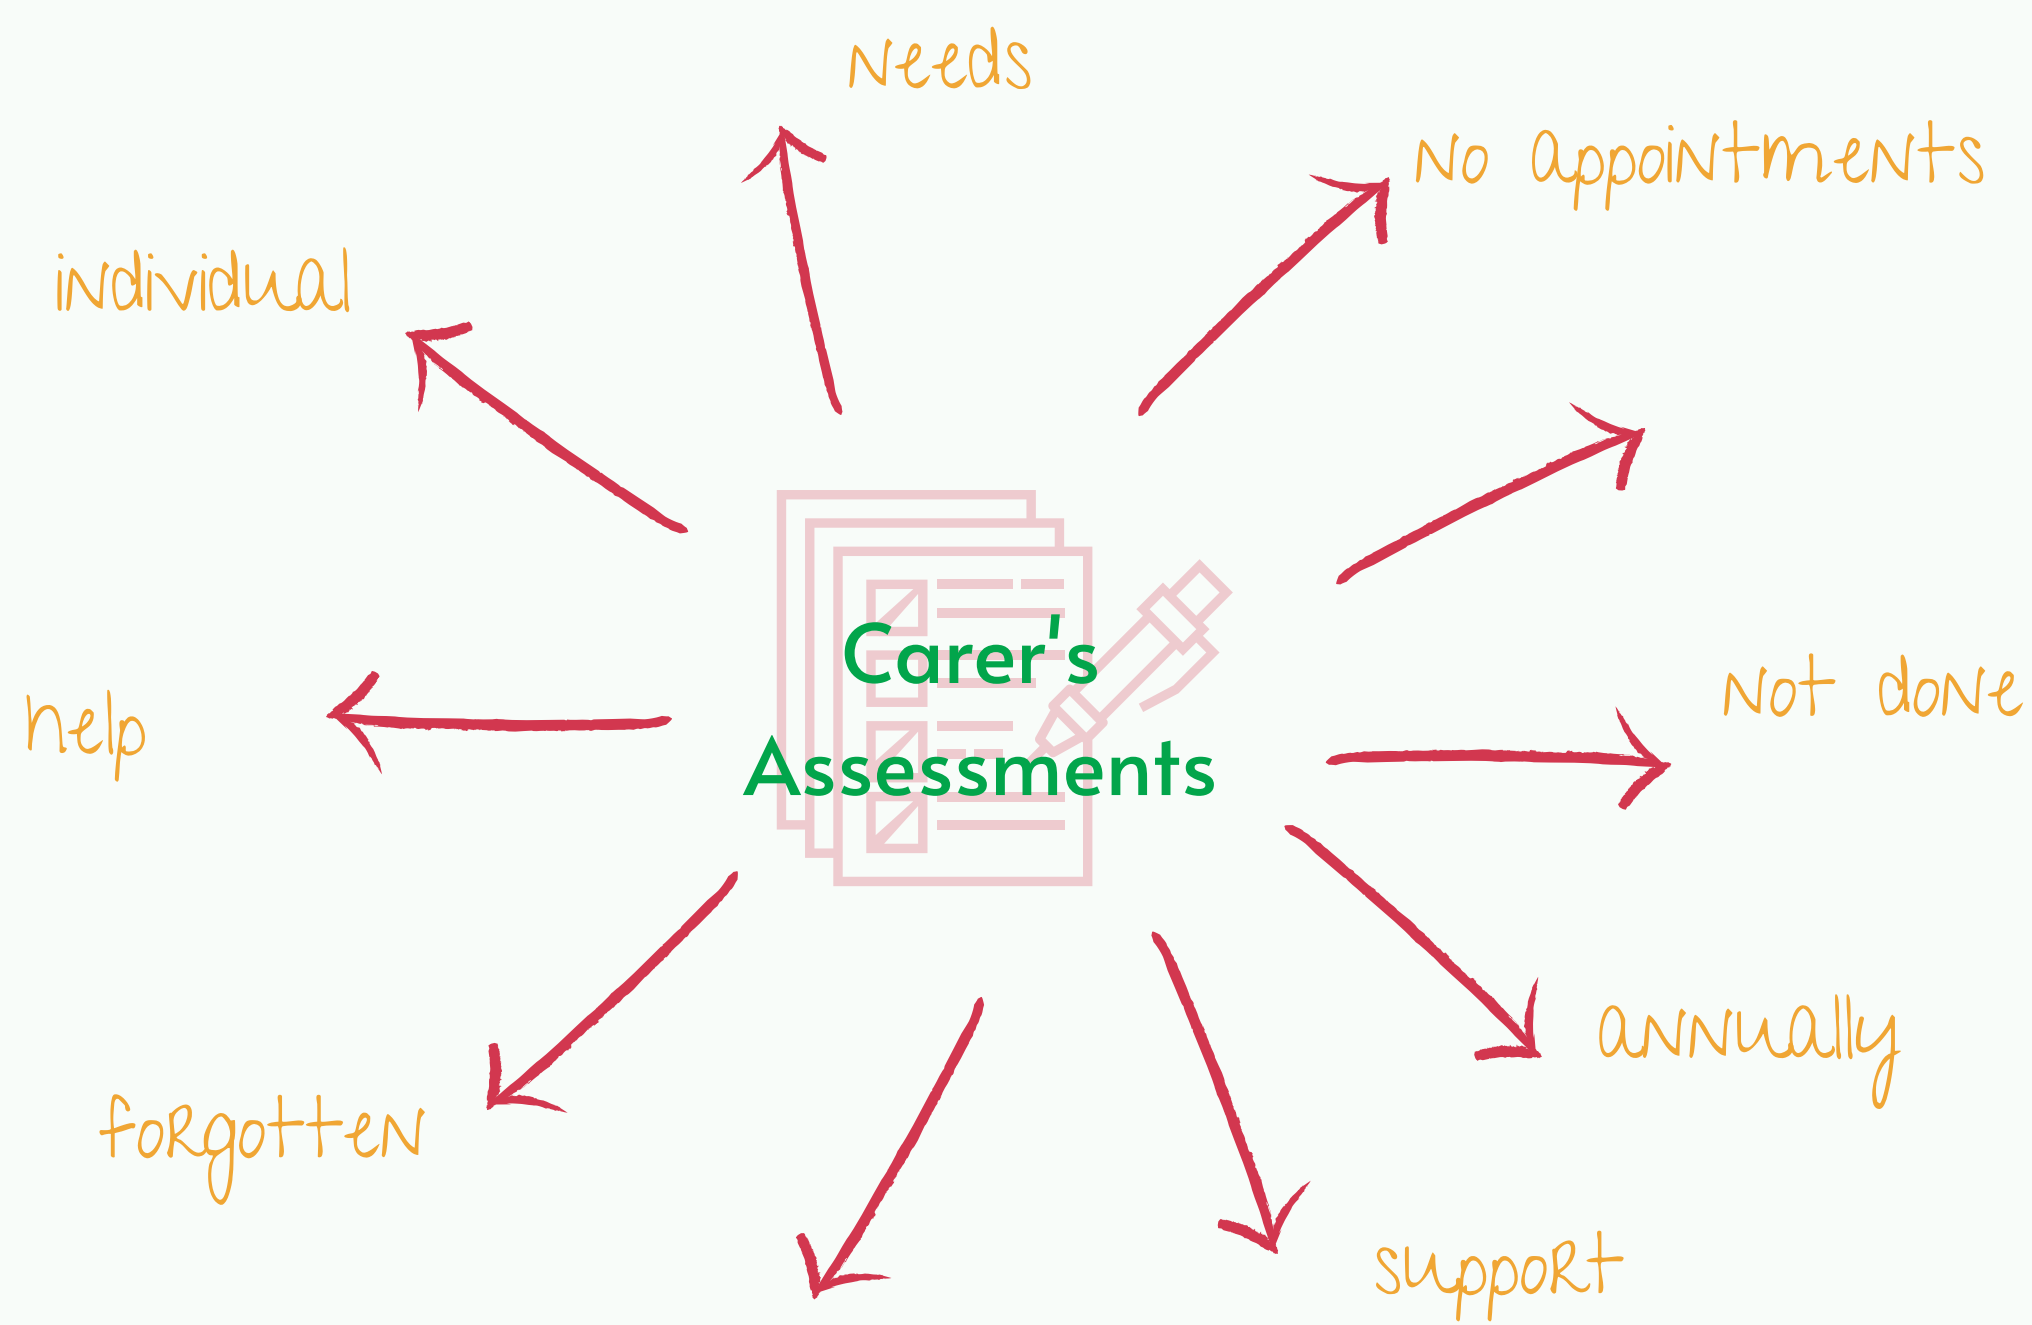 Needs
No appointments
individual
Carer's
Assessments
Not done
help
annually
forgotten
support